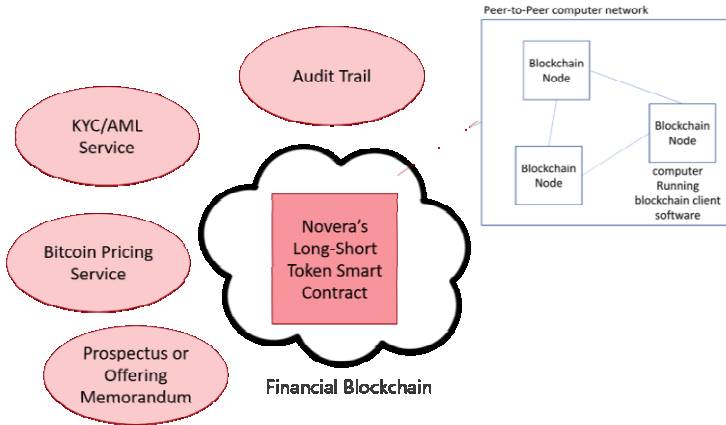 Peer-to-Peer computer network
Audit Trail
Blockchain
Node
KYC/AML
Service
Blockchain
Node
Blockchain
Node
computer
Running
blockchain client
software
Novera's
Long-Short
Token Smart
Contract
Bitcoin Pricing
Service
Prospectus or
Offering
Memorandum
Financial Blockchain